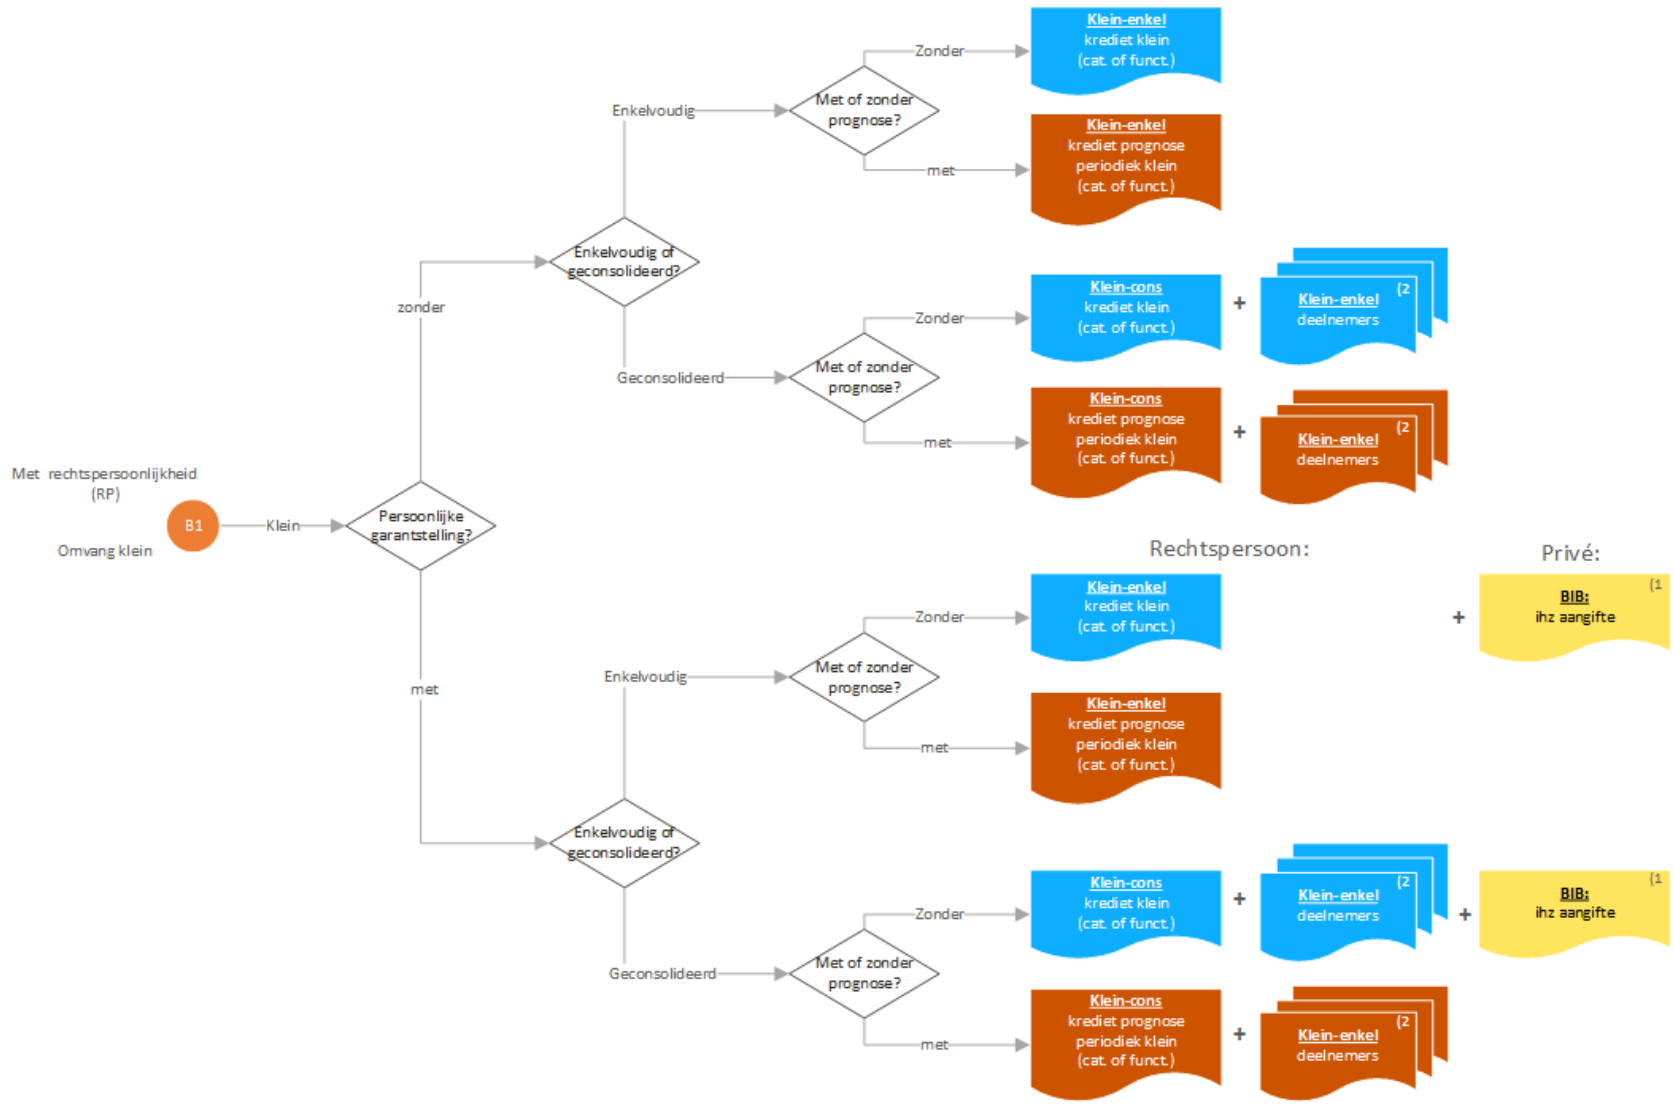 Met rechtspersoonlijkheid
(RP)
B1
Omvang klein
Klein
Persoonlijke
garantstelling?
zonder
Enkelvoudig of
geconsolideerd?
Enkelvoudig
Met of zonder
prognose?
Zonder
Klein-enkel
krediet klein
(cat. of funct.)
met
Klein-enkel
krediet prognose
periodiek klein
(cat. of funct.)
Geconsolideerd
Met of zonder
prognose?
Zonder
Klein-cons
krediet klein
(cat. of funct.)
+
(2
Klein-enkel
deelnemers
met
Klein-cons
krediet prognose
periodiek klein
(cat. of funct.)
+
(2
Klein-enkel
deelnemers
Rechtspersoon:
Privé:
met
Enkelvoudig of
geconsolideerd?
Enkelvoudig
Met of zonder
prognose?
Zonder
Klein-enkel
krediet klein
(cat. of funct.)
+
(1
BIB:
ihz aangifte
met
Klein-enkel
krediet prognose
periodiek klein
(cat. of funct.)
Geconsolideerd
Met of zonder
prognose?
Zonder
Klein-cons
krediet klein
(cat. of funct.)
+
(2
Klein-enkel
deelnemers
+
(1
BIB:
ihz aangifte
met
Klein-cons
krediet prognose
periodiek klein
(cat. of funct.)
+
(2
Klein-enkel
deelnemers